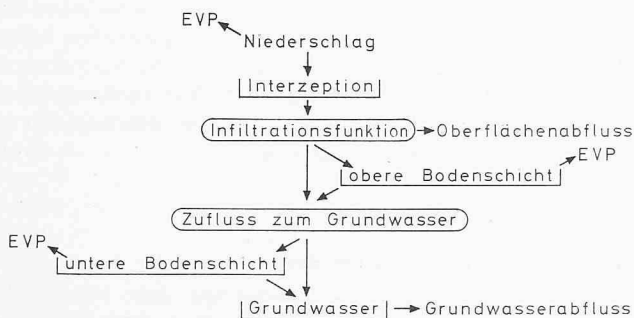 EVP
Niederschlag
Interzeption
Infiltrationsfunktion Oberflächenabfluss
EVP
obere Bodenschicht
Zufluss zum Grundwasser
EVP
untere Bodenschicht
Grundwasser Grundwasserabfluss